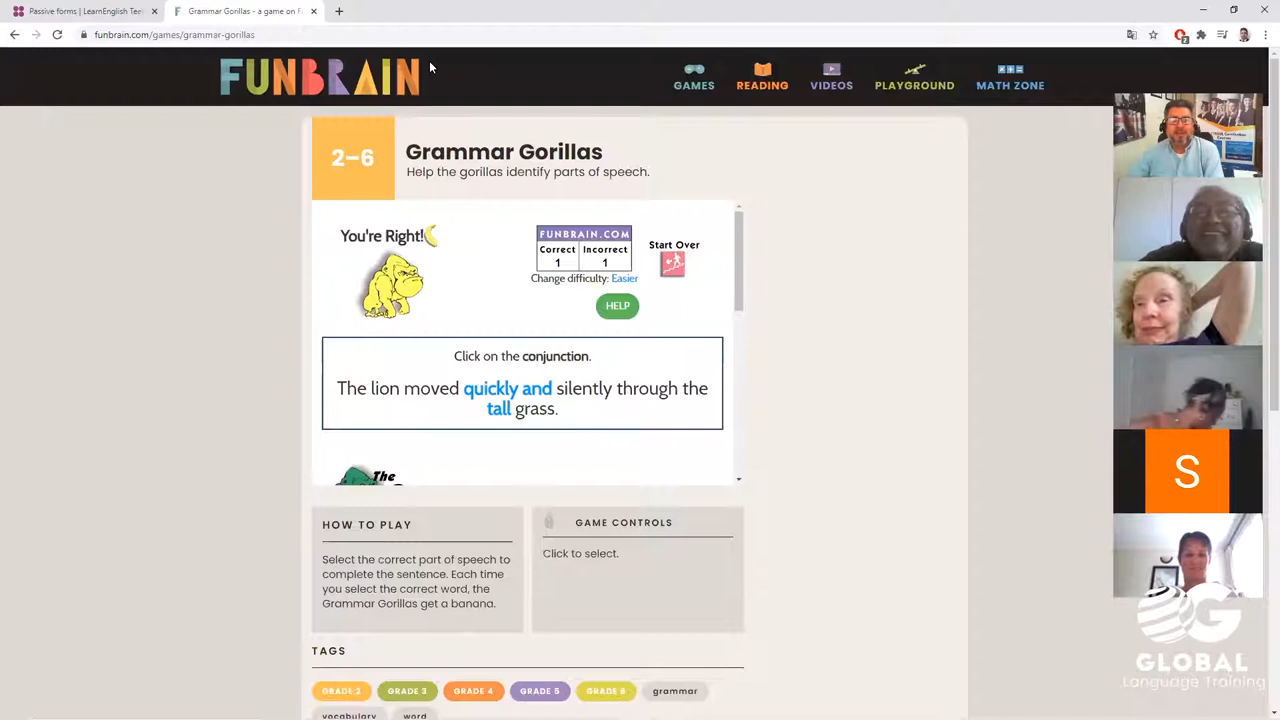 Passive forms | LearnEnglish Tee
Grammar Gorillas - a game on F
funbrain.com/games/grammar-gorillas
2
FUNBRAIN
GAMES
READING
VIDEOS
PLAYGROUND
MATH ZONE
2–6
Grammar Gorillas
Help the gorillas identify parts of speech.
You're Right!
FUNBRAIN.COM
Correct Incorrect
1 1
Start Over
Change difficulty: Easier
HELP
Click on the conjunction.
The lion moved quickly and silently through the
tall grass.
The
HOW TO PLAY
Select the correct part of speech to
complete the sentence. Each time
you select the correct word, the
Grammar Gorillas get a banana.
GAME CONTROLS
Click to select.
TAGS
GRADE 2
GRADE 3
GRADE 4
GRADE 5
GRADE 6
grammar
vocabulary
word
S
G
GLOBAL
Language Training